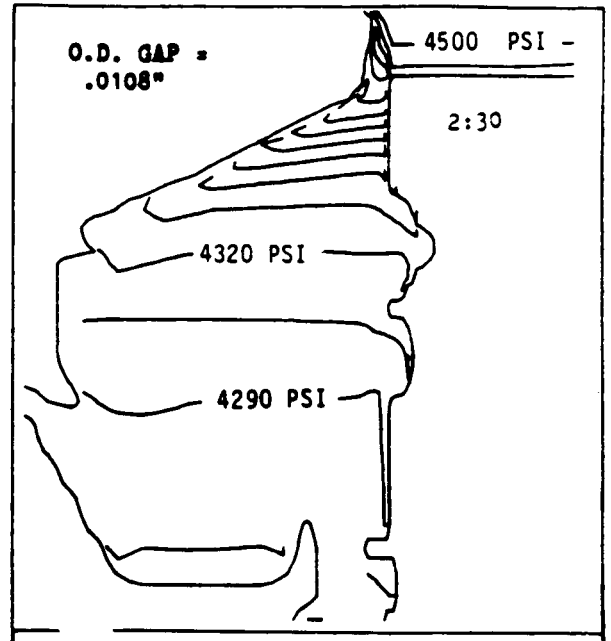 O.D. GAP =
.0108"
4500 PSI
2:30
4320 PSI
4290 PSI